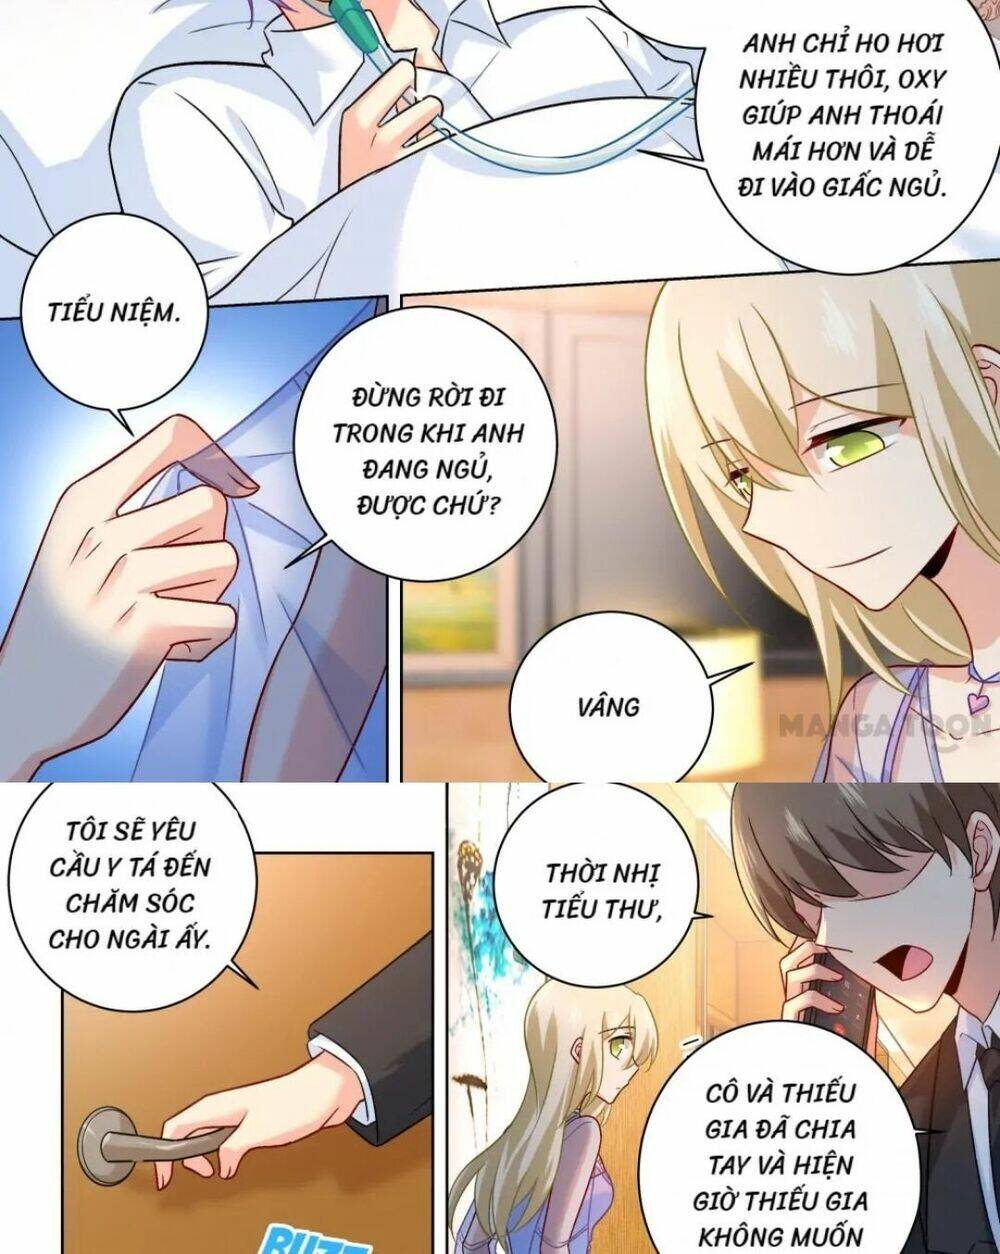 ANH CHỈ HO HƠI
NHIỀU THÔI, OXY
GIÚP ANH THOÁI
MÁI HƠN VÀ DỄ
ĐI VÀO GIẤC NGỦ.
TIỂU NIỆM.
ĐỪNG RỜI ĐI
TRONG KHI ANH
ĐANG NGỦ,
ĐƯỢC CHỨ?
VÂNG
MANGATOON
TÔI SẼ YÊU
CẦU Y TÁ ĐẾN
CHĂM SÓC
CHO NGÀI ẤY.
THỜI NHỊ
TIỂU THƯ,
CÔ VÀ THIẾU
GIA ĐÃ CHIA
TAY VÀ HIỆN
GIỜ THIẾU GIA
KHÔNG MUỐN
BUZZ